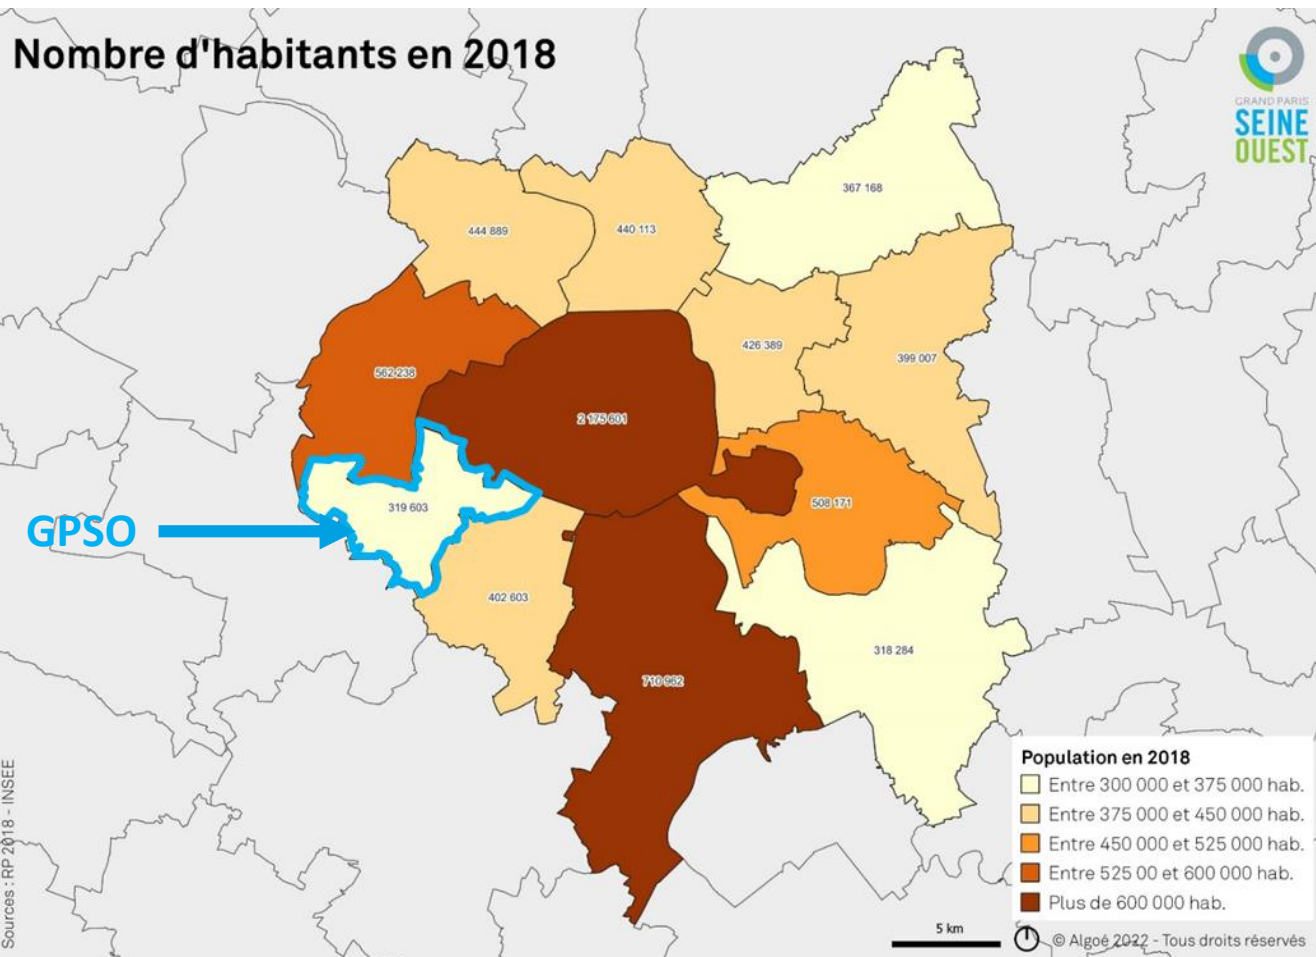 Nombre d'habitants en 2018
GRAND PARIS
SEINE
OUEST
367 168
444 889
440 113
426 389
399 007
562 238
2 175 601
508 171
319 603
GPSO
402 603
318 284
710 962
Population en 2018
Entre 300 000 et 375 000 hab.
Entre 375 000 et 450 000 hab.
Entre 450 000 et 525 000 hab.
Entre 525 00 et 600 000 hab.
Plus de 600 000 hab.
5 km
© Algoé 2022 - Tous droits réservés
Sources : RP 2018 - INSEE